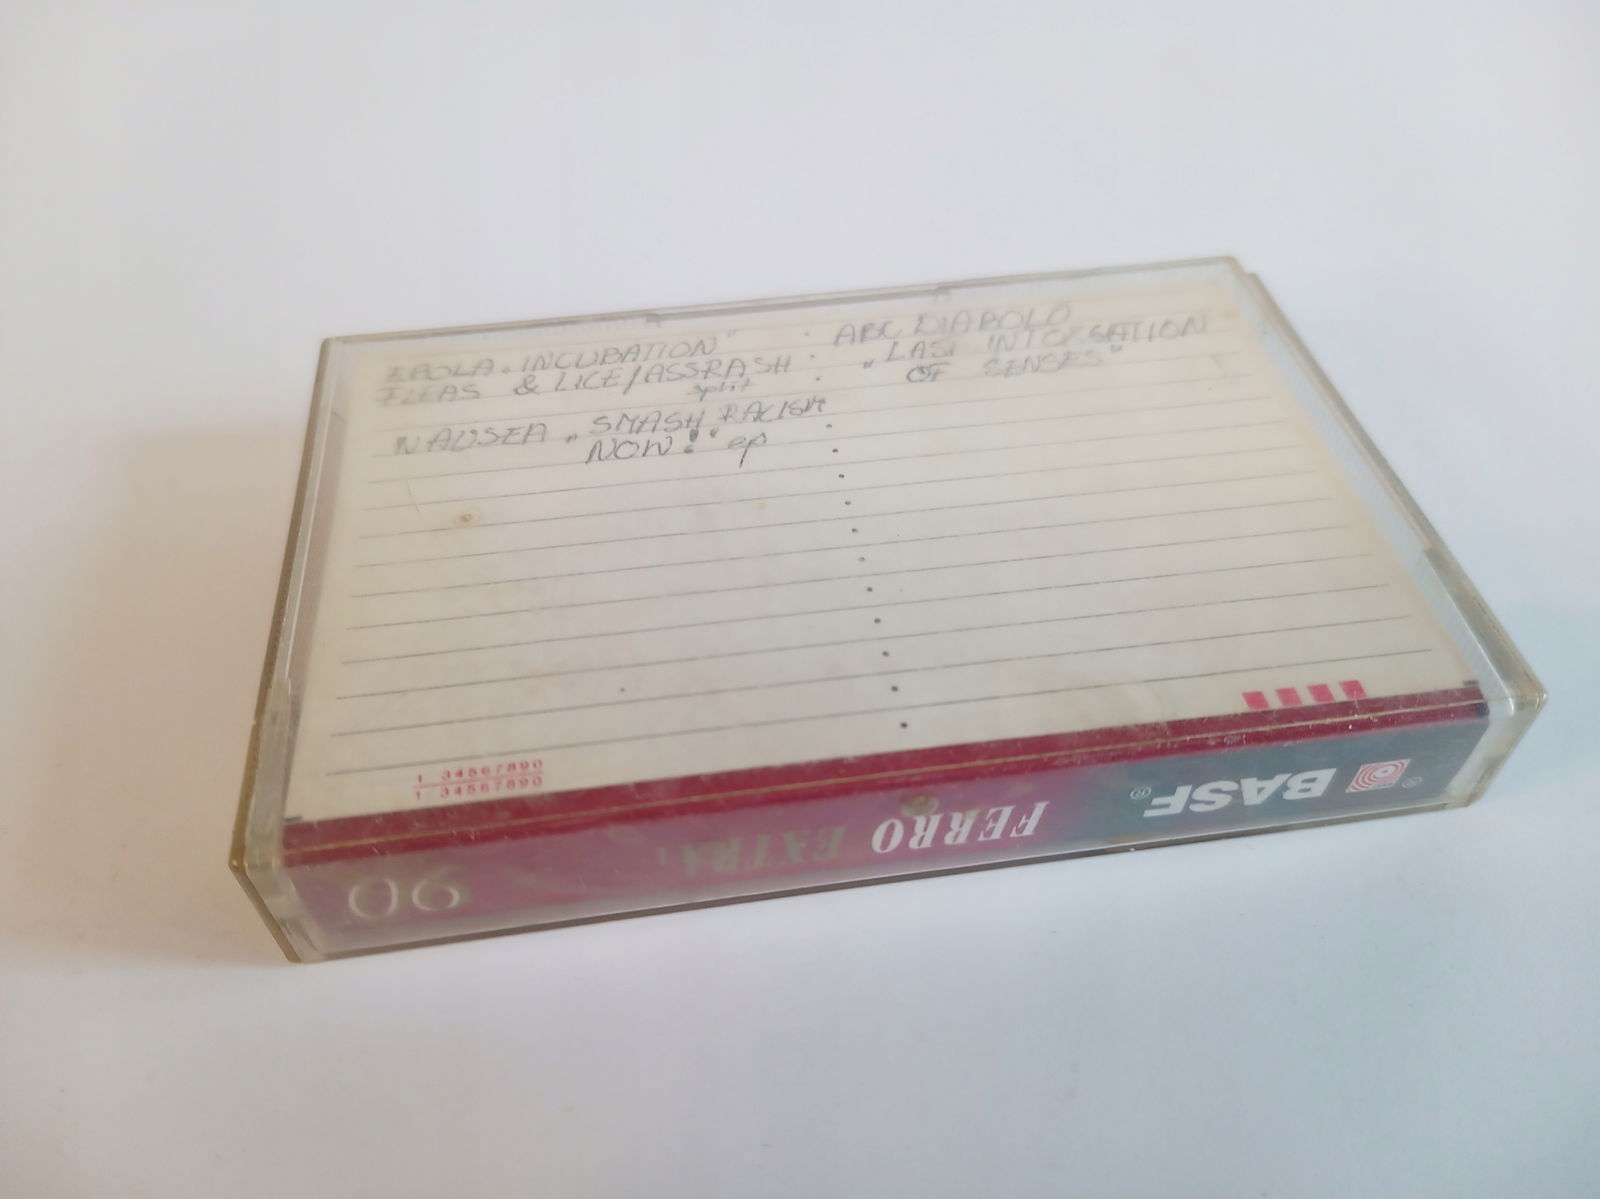 EBOLA „INCUBATION"
FLEAS & LICE/ASSRASH
split
NAUSEA „SMASH RACISM
NOW!" ep
ABC DIABOLO
„LAST INTOXSATION
OF SENSES"
1 34567890
1 34567890
BASF®
FERRO EXTRA I
90